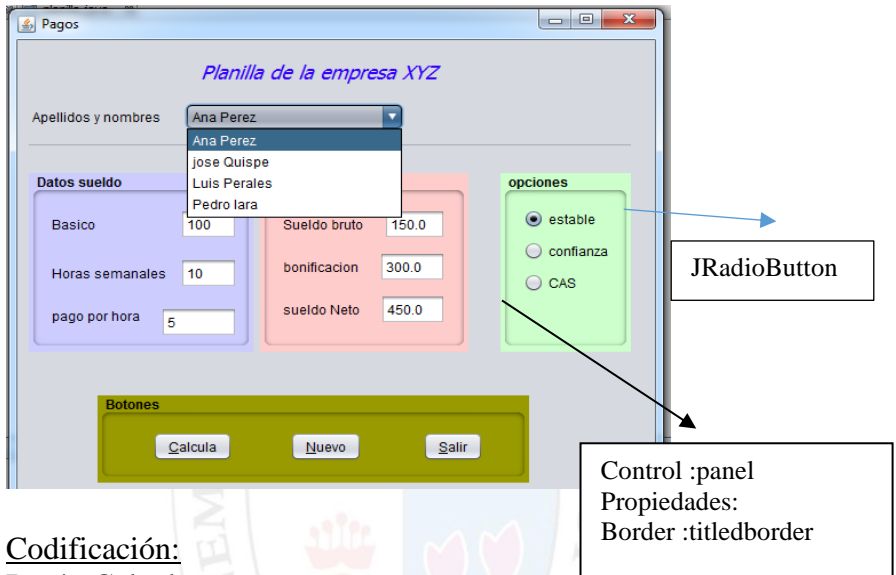 Pagos
Planilla de la empresa XYZ
Apellidos y nombres
Ana Perez
Ana Perez
jose Quispe
Luis Perales
Pedro lara
Datos sueldo
Basico
100
Horas semanales
10
pago por hora
5
Sueldo bruto
150.0
bonificacion
300.0
sueldo Neto
450.0
opciones
estable
confianza
CAS
JRadioButton
Botones
Calcula
Nuevo
Salir
Control :panel
Propiedades:
Border :titledborder
Codificación: